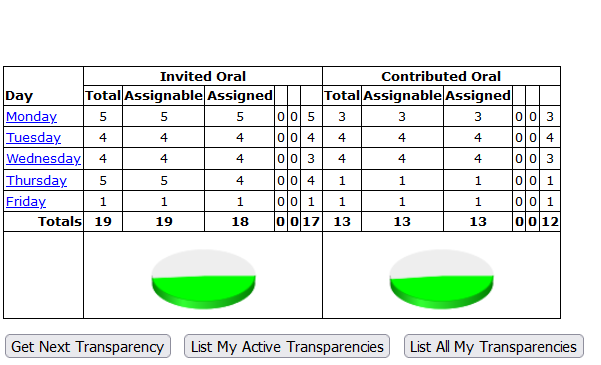 Invited Oral Contributed Oral
Day Total Assignable Assigned Total Assignable Assigned
Monday 5 5 5 0 0 5 3 3 3 0 0 3
Tuesday 4 4 4 0 0 4 4 4 4 0 0 4
Wednesday 4 4 4 0 0 3 4 4 4 0 0 3
Thursday 5 5 4 0 0 4 1 1 1 0 0 1
Friday 1 1 1 0 0 1 1 1 1 0 0 1
Totals 19 19 18 0 0 17 13 13 13 0 0 12
Get Next Transparency List My Active Transparencies List All My Transparencies